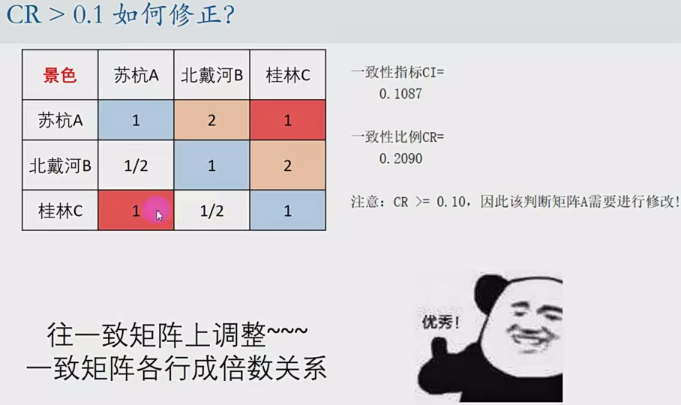 CR > 0.1 如何修正?
景色 苏杭A 北戴河B 桂林C
苏杭A 1 2 1
北戴河B 1/2 1 2
桂林C 1 1/2 1
一致性指标CI=
0.1087
一致性比例CR=
0.2090
注意: CR >= 0.10, 因此该判断矩阵A需要进行修改!
往一致矩阵上调整~~~
一致矩阵各行成倍数关系
优秀!